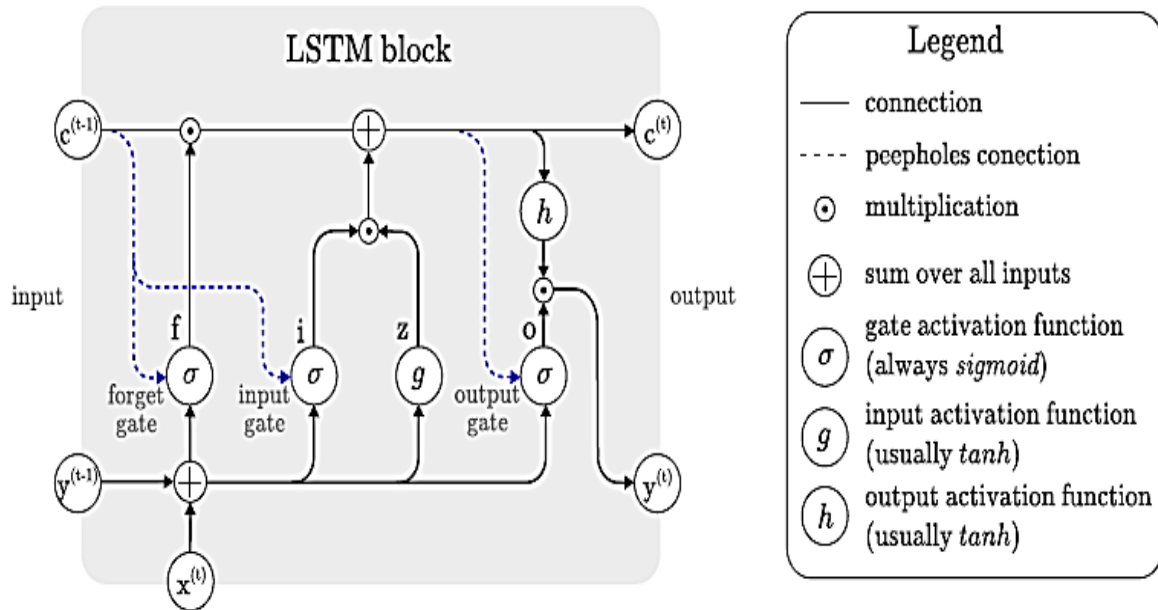 LSTM block
c(t-1)
c(t)
h
input
output
f
i
z
o
σ
σ
g
σ
forget
gate
input
gate
output
gate
y(t-1)
y(t)
x(t)
Legend
connection
peepholes conection
multiplication
sum over all inputs
σ
gate activation function
(always sigmoid)
g
input activation function
(usually tanh)
h
output activation function
(usually tanh)